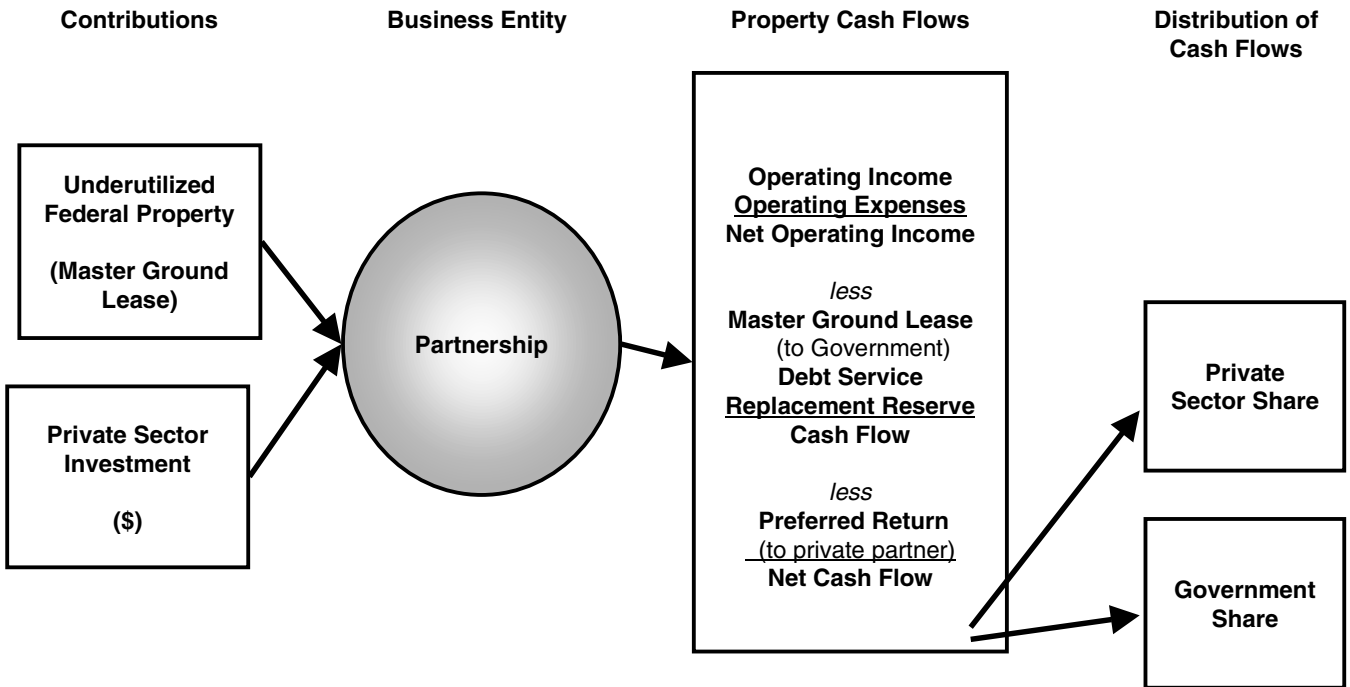 Contributions
Business Entity
Property Cash Flows
Distribution of
Cash Flows
Underutilized
Federal Property
(Master Ground
Lease)
Private Sector
Investment
($)
Partnership
Operating Income
Operating Expenses
Net Operating Income
less
Master Ground Lease
(to Government)
Debt Service
Replacement Reserve
Cash Flow
less
Preferred Return
(to private partner)
Net Cash Flow
Private
Sector Share
Government
Share